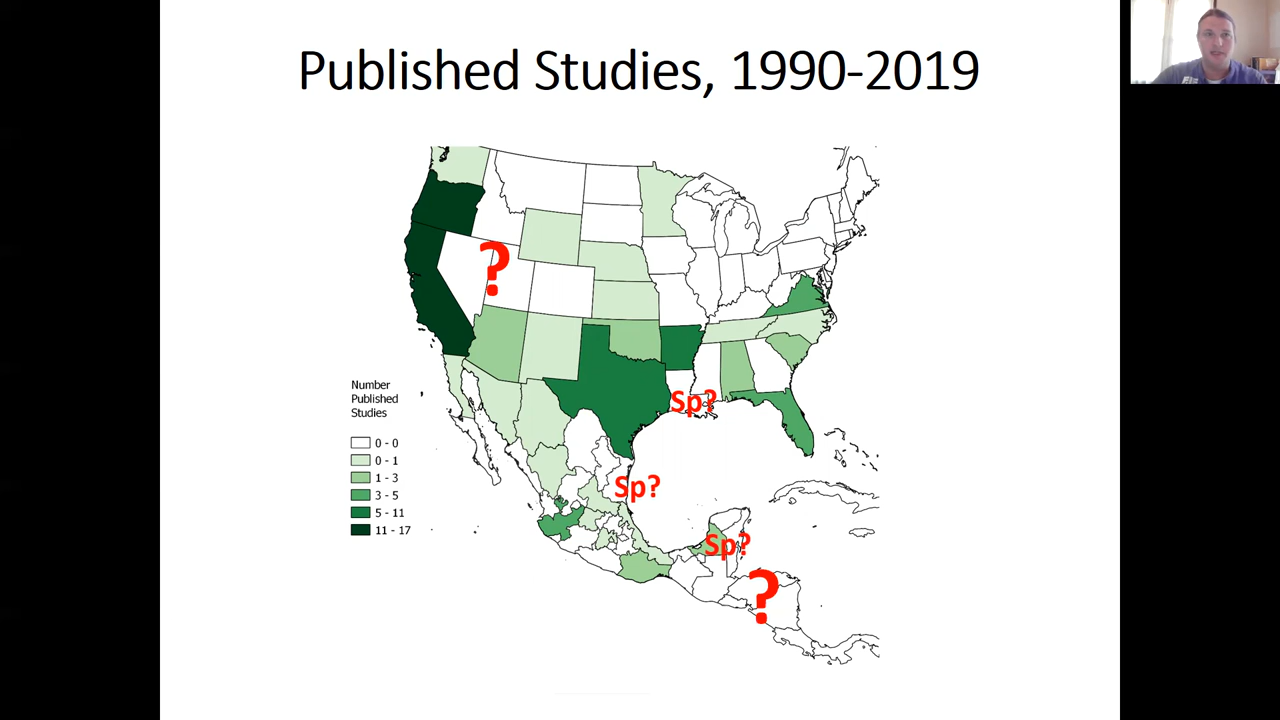 Published Studies, 1990-2019
?
Sp?
Sp?
Sp?
?
Number
Published
Studies
0 - 0
0 - 1
1 - 3
3 - 5
5 - 11
11 - 17